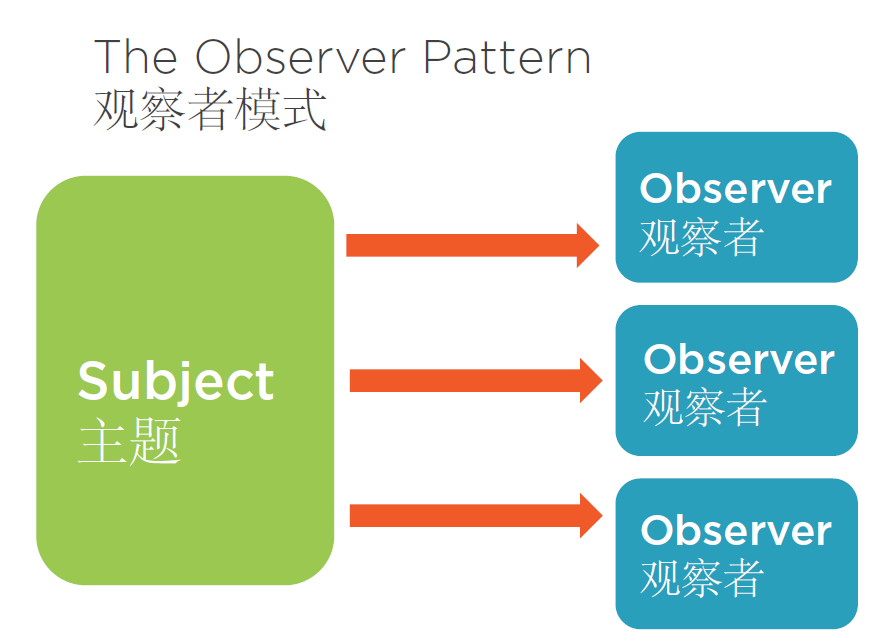 The Observer Pattern
观察者模式
Subject
主题
Observer
观察者
Observer
观察者
Observer
观察者